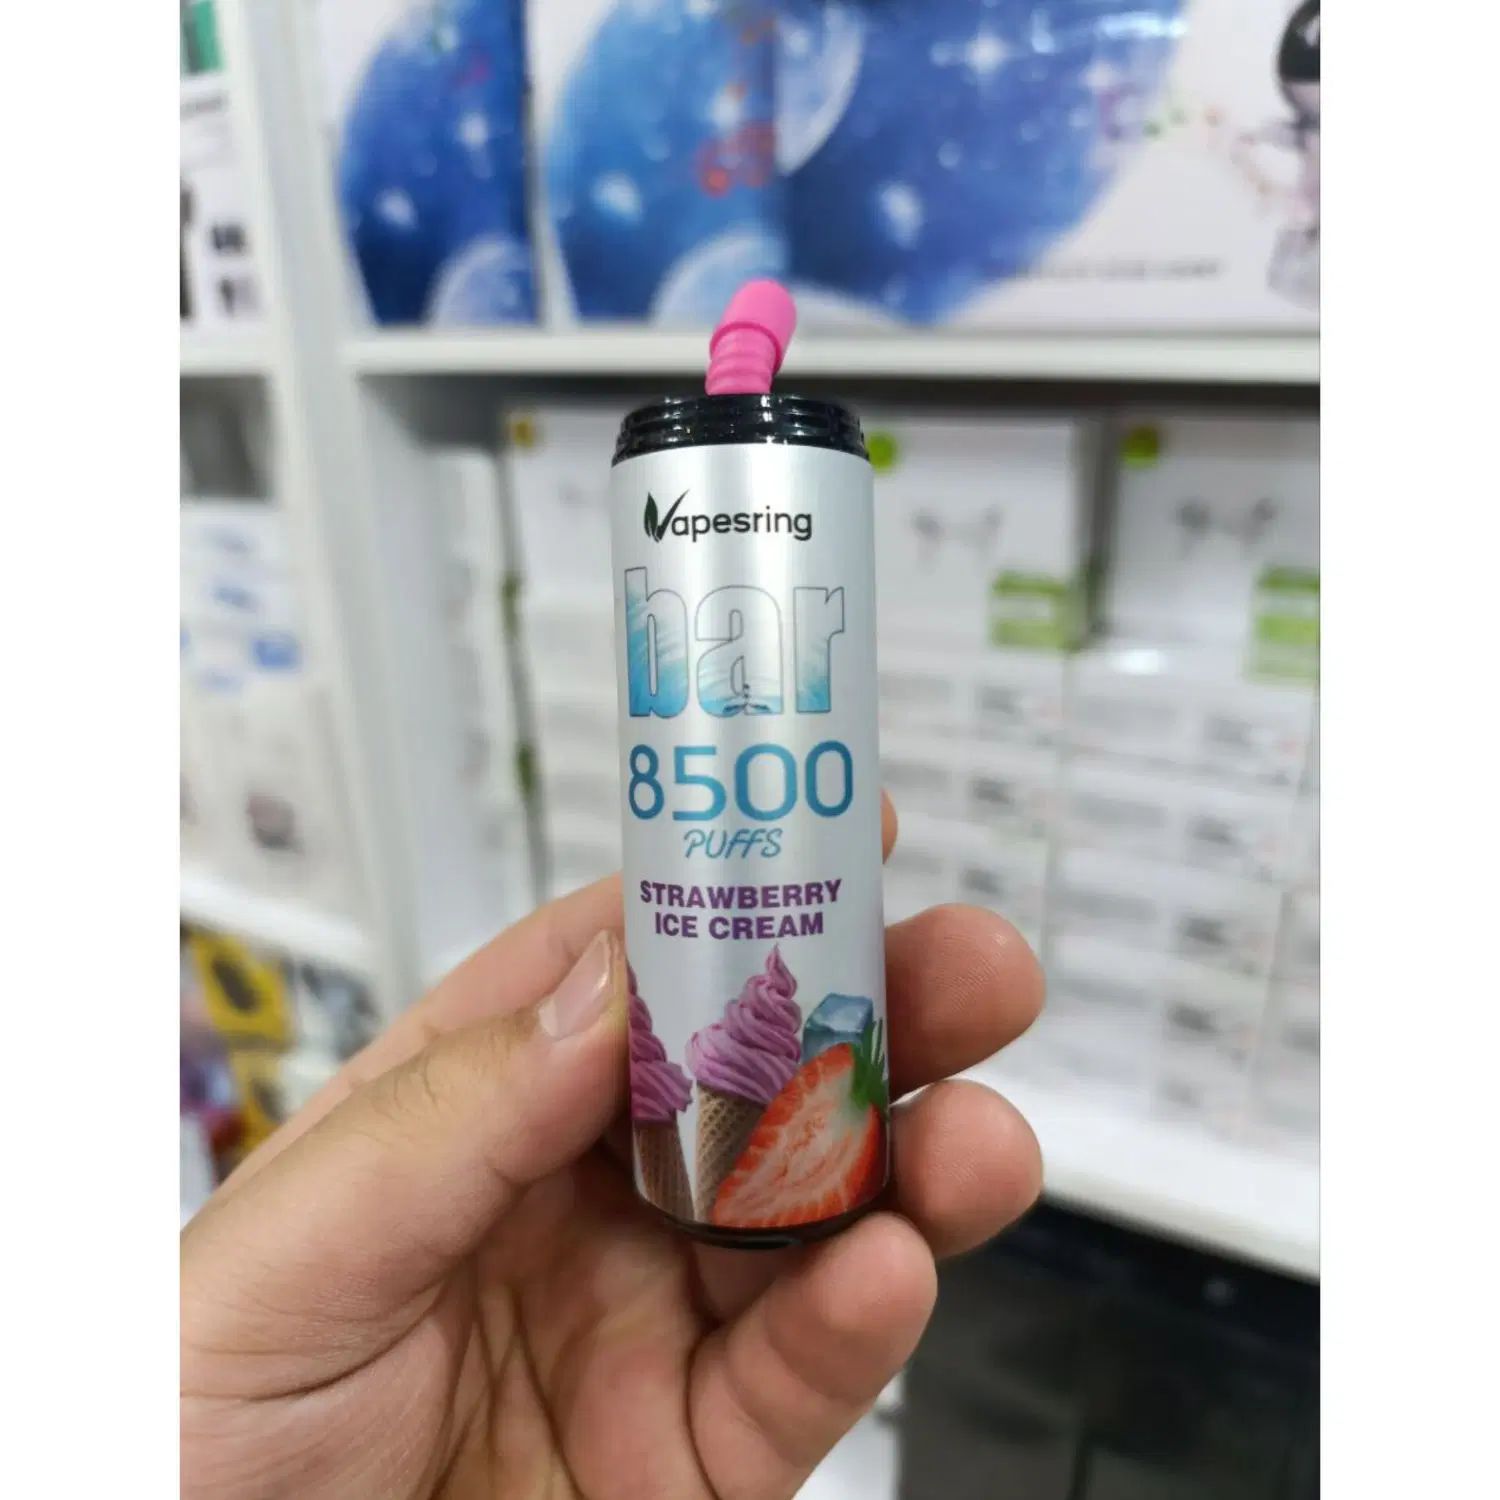 Vapesring
bar
8500
PUFFS
STRAWBERRY
ICE CREAM